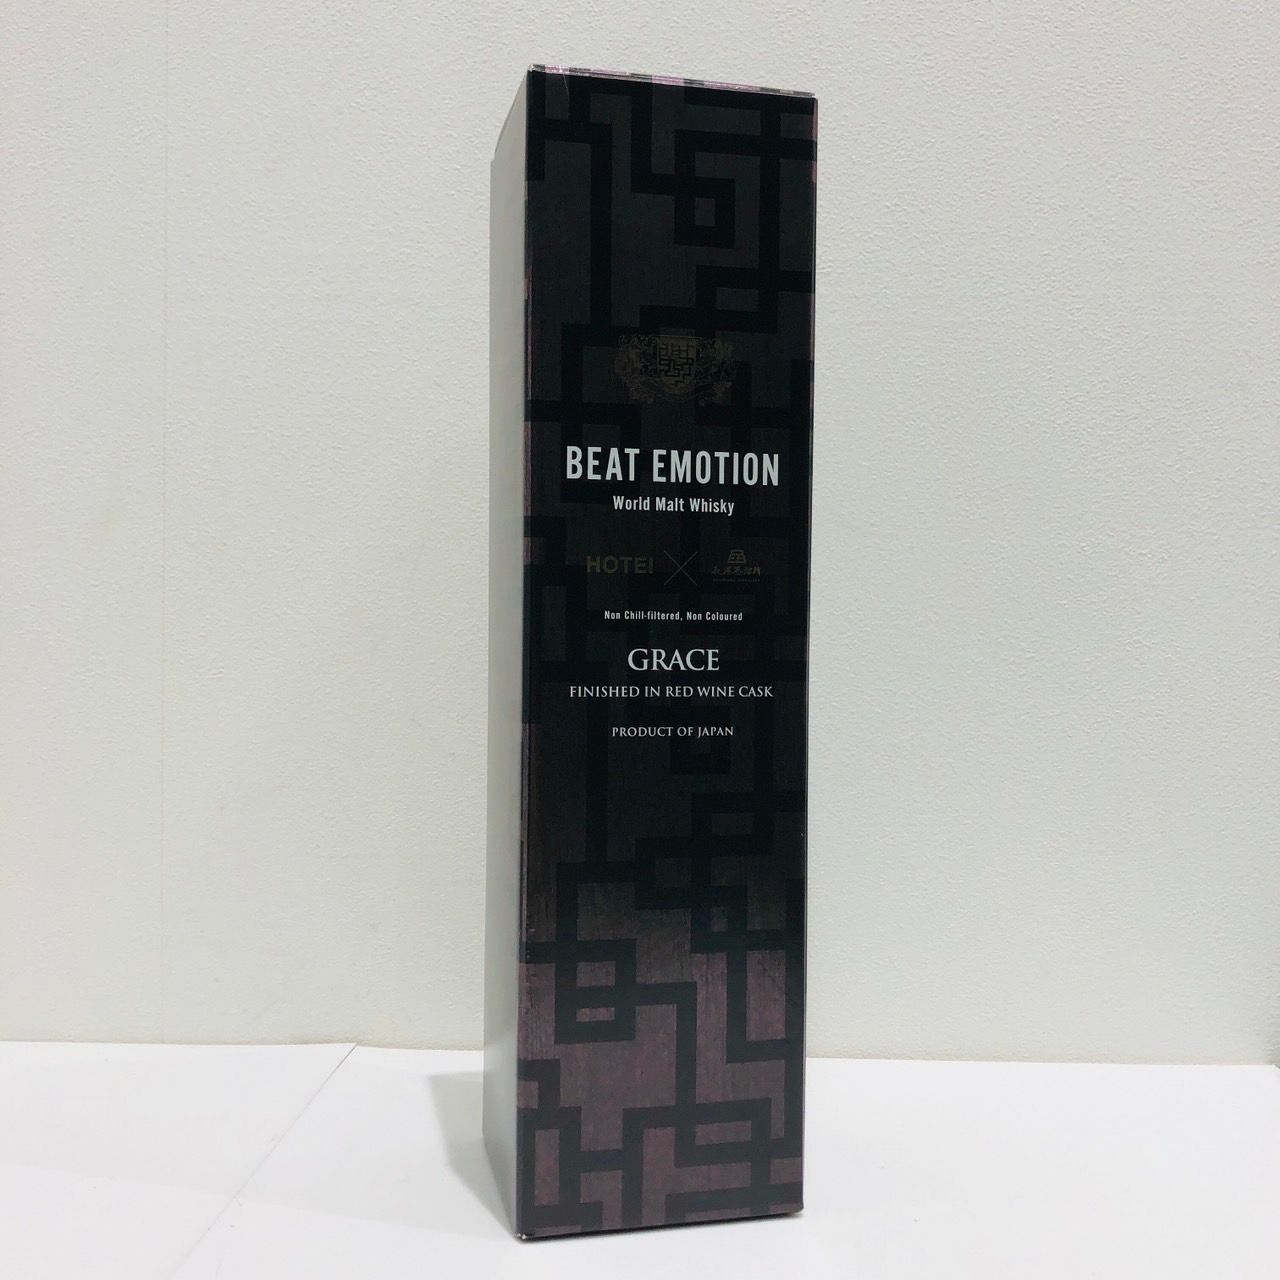 BEAT EMOTION
World Malt Whisky
HOTEI ×
Non Chill-filtered, Non Coloured
GRACE
FINISHED IN RED WINE CASK
PRODUCT OF JAPAN